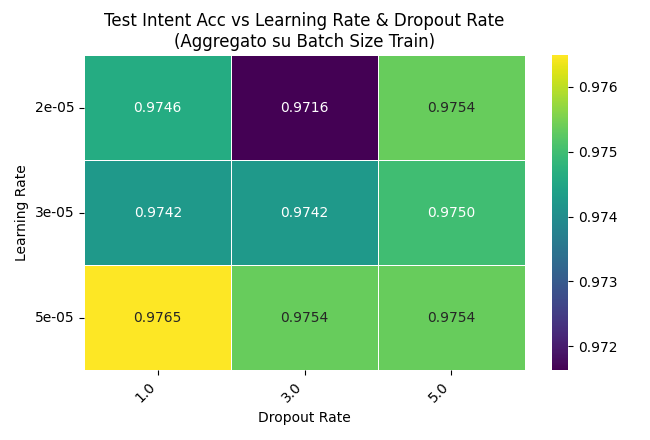 Test Intent Acc vs Learning Rate & Dropout Rate
(Aggregato su Batch Size Train)
Learning Rate
2e-05 0.9746 0.9716 0.9754
3e-05 0.9742 0.9742 0.9750
5e-05 0.9765 0.9754 0.9754
1.0 3.0 5.0
Dropout Rate
0.976
0.975
0.974
0.973
0.972